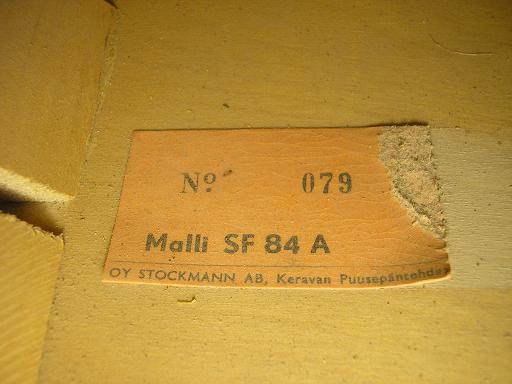 Nº 079
Malli SF 84 A
OY STOCKMANN AB, Keravan Puusepäntehdas